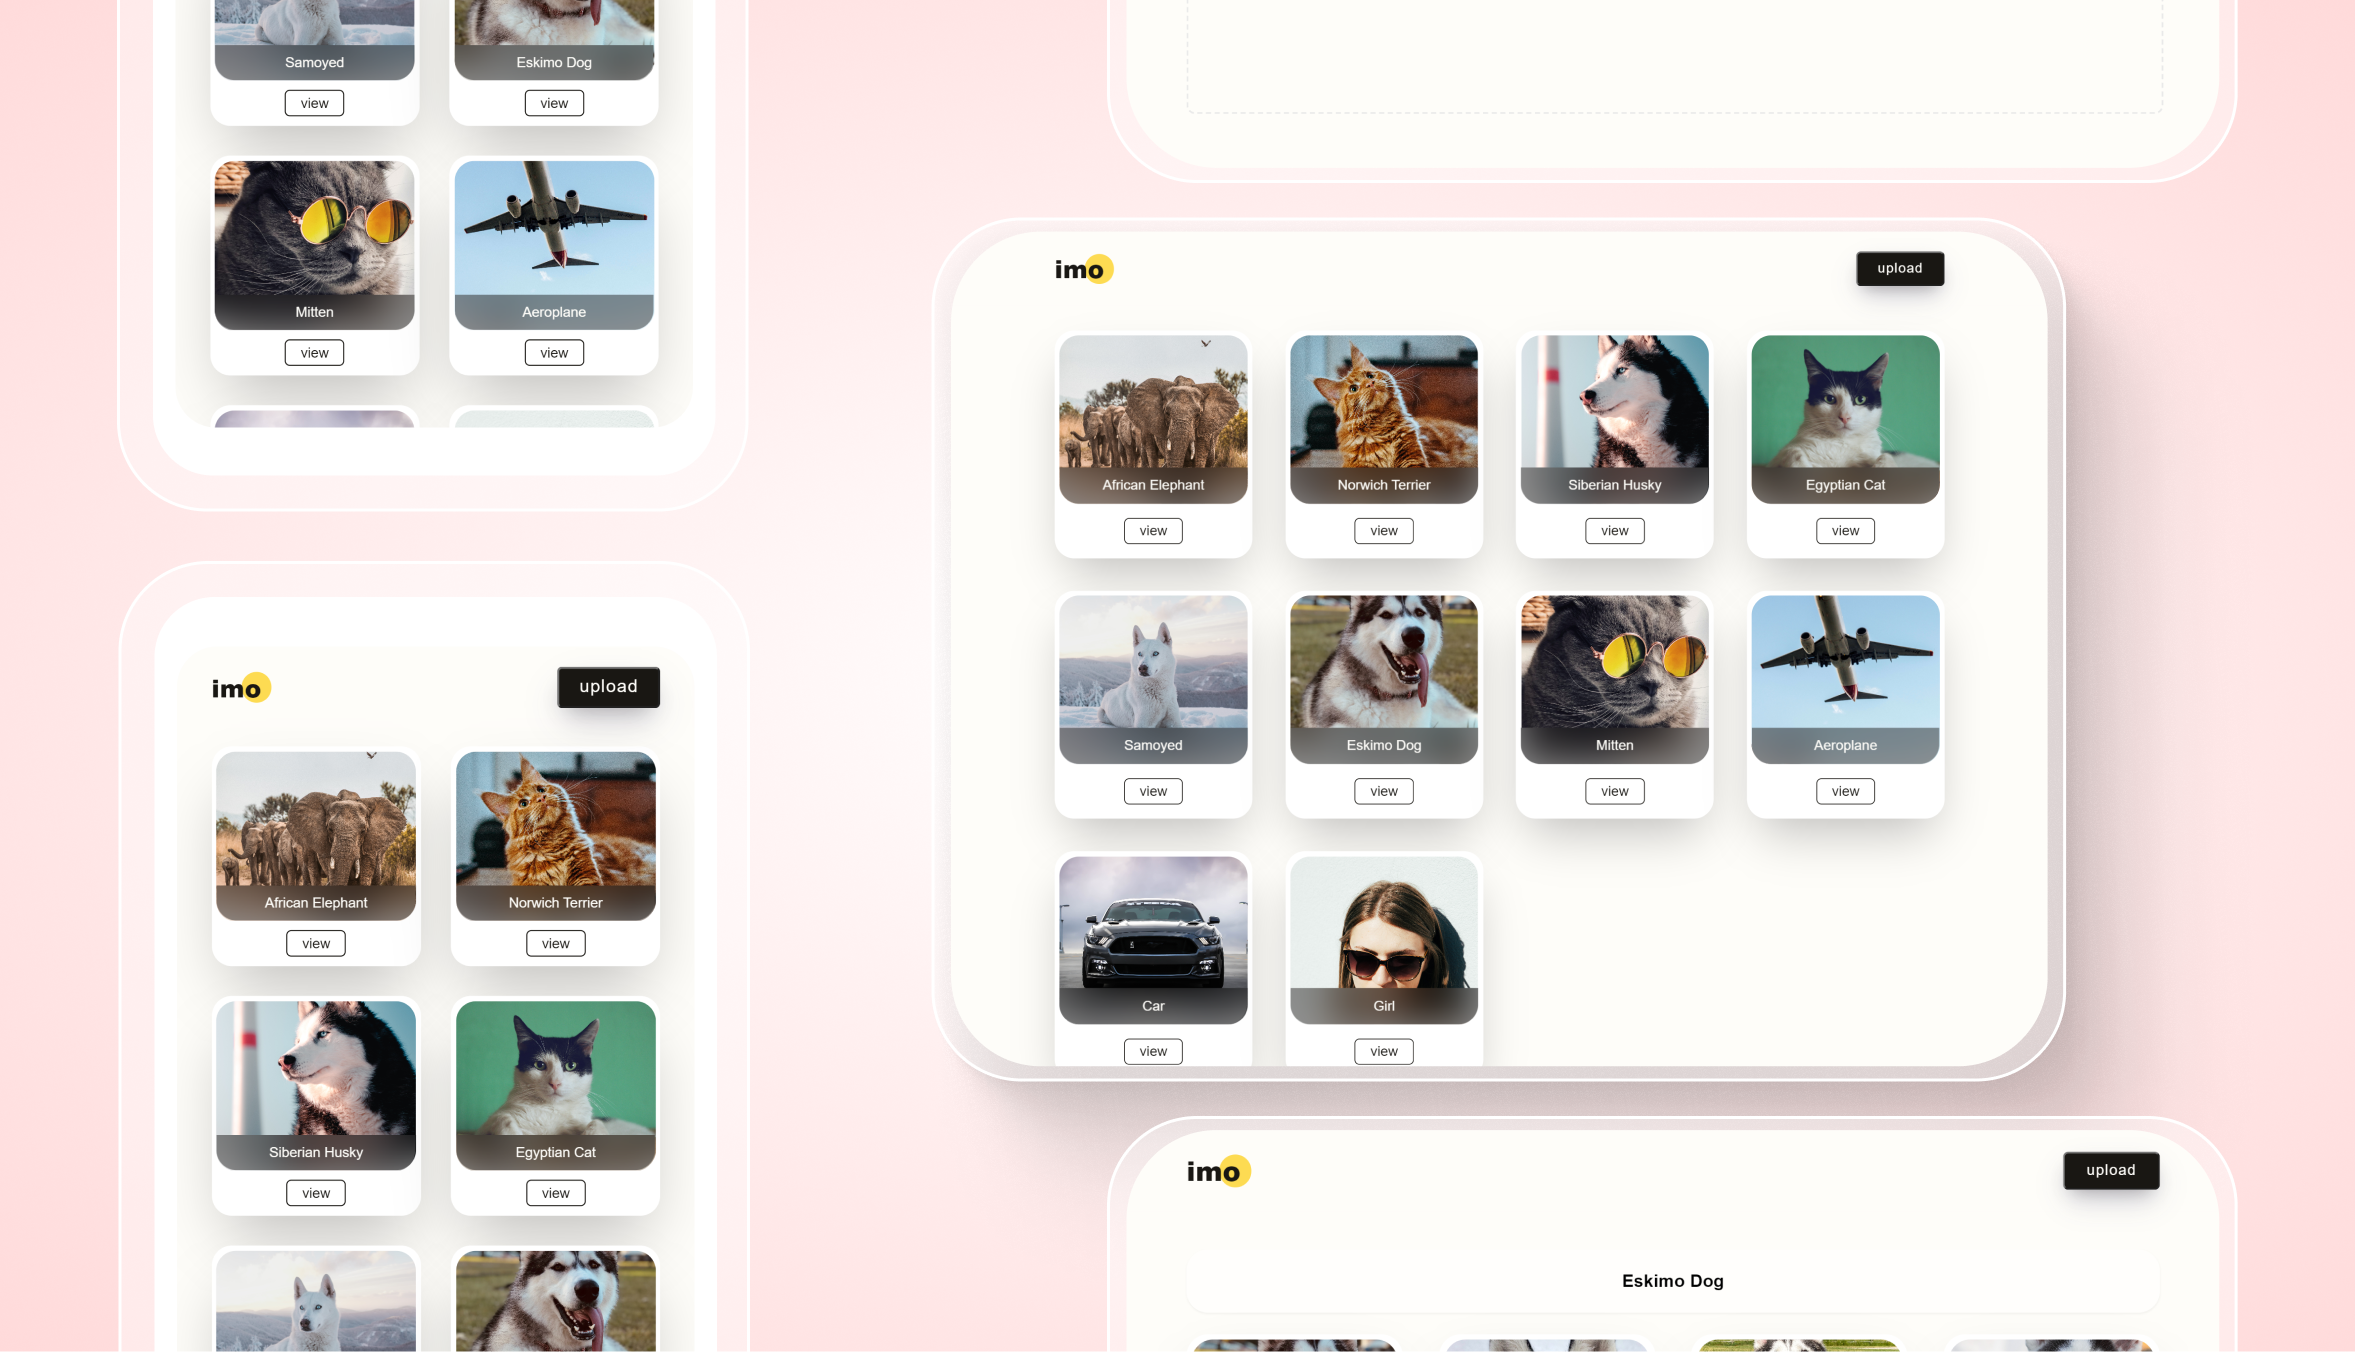 Samoyed
Eskimo Dog
view
view
Mitten
Aeroplane
view
view
imo
upload
African Elephant
Norwich Terrier
view
view
Siberian Husky
Egyptian Cat
view
view
imo
upload
African Elephant
Norwich Terrier
Siberian Husky
Egyptian Cat
view
view
view
view
Samoyed
Eskimo Dog
Mitten
Aeroplane
view
view
view
view
Car
Girl
view
view
imo
upload
Eskimo Dog